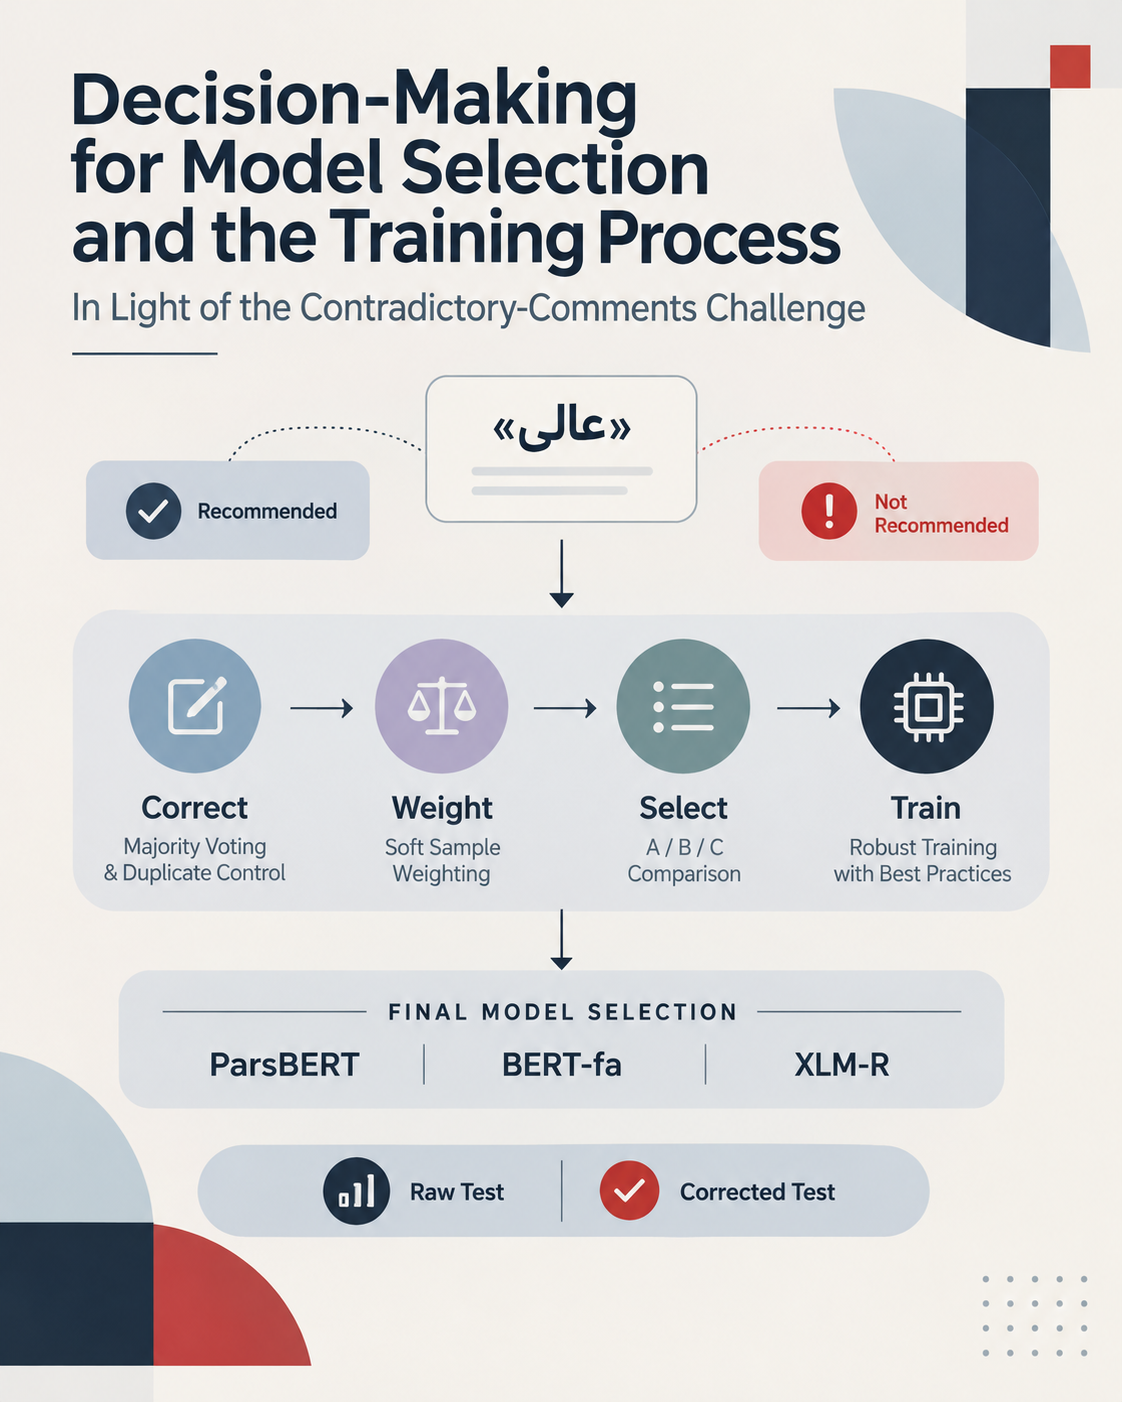 Decision-Making
for Model Selection
and the Training Process
In Light of the Contradictory-Comments Challenge
«عالی»
Recommended
Not
Recommended
Correct
Majority Voting
& Duplicate Control
Weight
Soft Sample
Weighting
Select
A / B / C
Comparison
Train
Robust Training
with Best Practices
FINAL MODEL SELECTION
ParsBERT
BERT-fa
XLM-R
Raw Test
Corrected Test